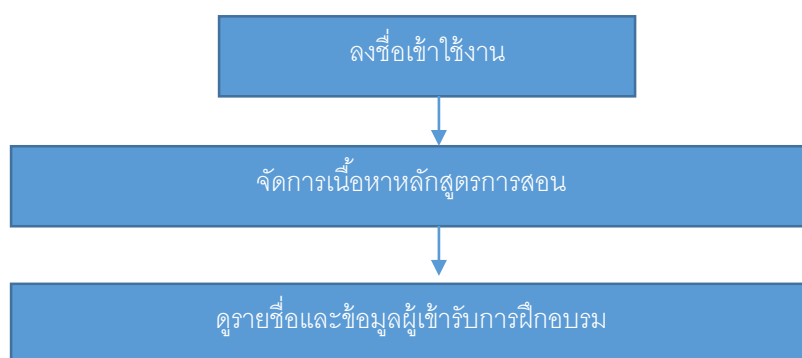 ลงชื่อเข้าใช้งาน
จัดการเนื้อหาหลักสูตรการสอน
ดูรายชื่อและข้อมูลผู้เข้ารับการฝึกอบรม